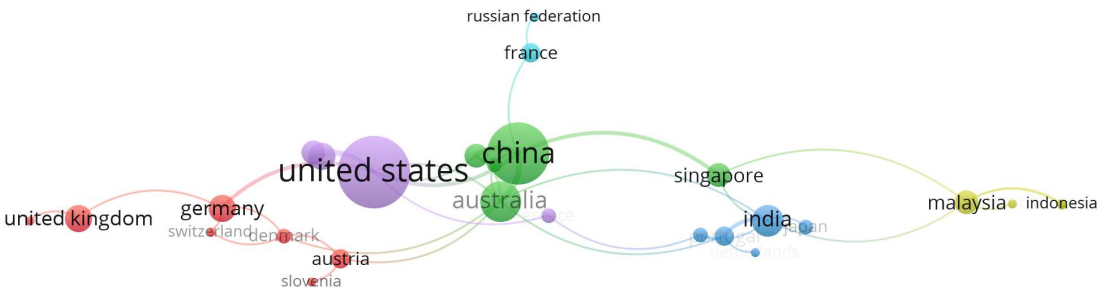 russian federation
france
china
united states
singapore
australia
malaysia
indonesia
germany
united kingdom
india
japan
switzerland
denmark
netherlands
austria
slovenia